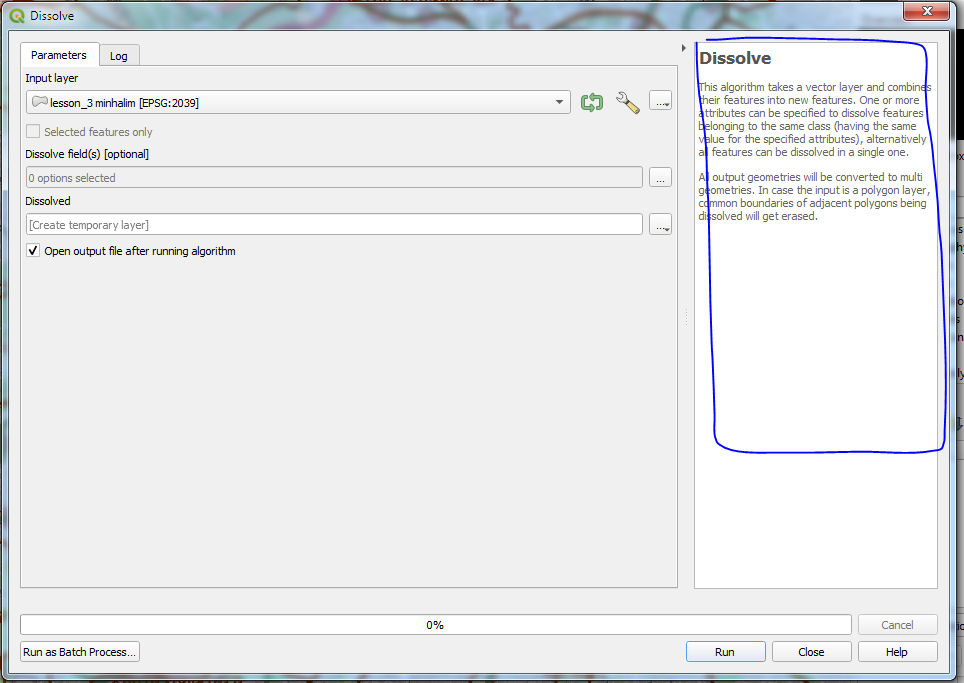 Dissolve
Parameters
Log
Input layer
lesson_3 minhalim [EPSG:2039]
...
Selected features only
Dissolve field(s) [optional]
0 options selected
...
Dissolved
[Create temporary layer]
...
Open output file after running algorithm
Dissolve
This algorithm takes a vector layer and combines
their features into new features. One or more
attributes can be specified to dissolve features
belonging to the same class (having the same
value for the specified attributes), alternatively
all features can be dissolved in a single one.
All output geometries will be converted to multi
geometries. In case the input is a polygon layer,
common boundaries of adjacent polygons being
dissolved will get erased.
0%
Cancel
Run as Batch Process...
Run
Close
Help